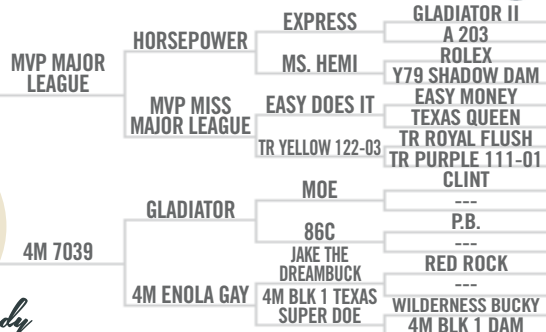 MVP MAJOR
LEAGUE
HORSEPOWER
EXPRESS
GLADIATOR II
A 203
MS. HEMI
ROLEX
Y79 SHADOW DAM
MVP MISS
MAJOR LEAGUE
EASY DOES IT
EASY MONEY
TEXAS QUEEN
TR YELLOW 122-03
TR ROYAL FLUSH
TR PURPLE 111-01
4M 7039
GLADIATOR
MOE
CLINT
---
86C
P.B.
---
4M ENOLA GAY
JAKE THE
DREAMBUCK
RED ROCK
---
4M BLK 1 TEXAS
SUPER DOE
WILDERNESS BUCKY
4M BLK 1 DAM